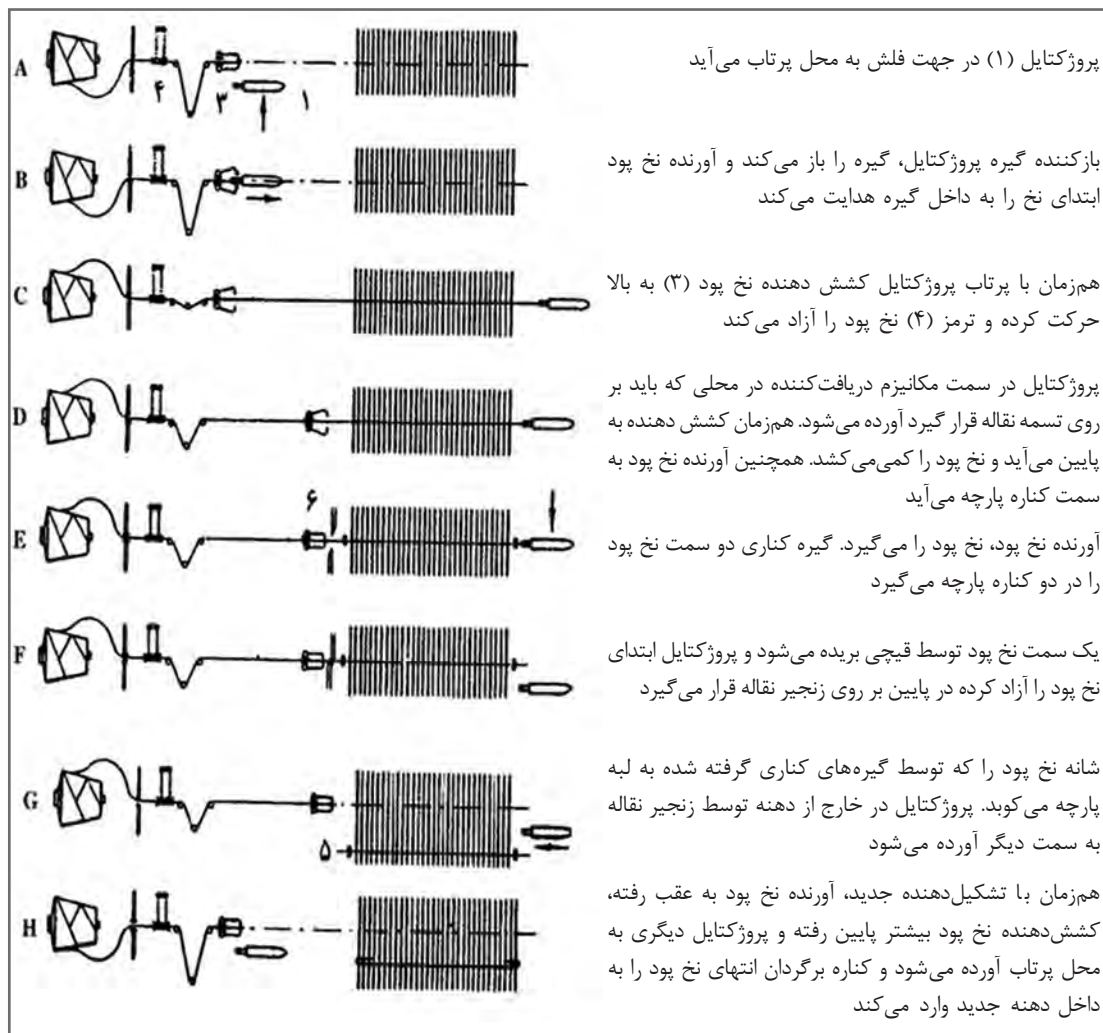 A
۴
۳
۱
پروژکتایل (۱) در جهت فلش به محل پرتاب می‌آید
B
بازکننده گیره پروژکتایل، گیره را باز می‌کند و آورنده نخ پود
ابتدای نخ را به داخل گیره هدایت می‌کند
C
هم‌زمان با پرتاب پروژکتایل کشش دهنده نخ پود (۳) به بالا
حرکت کرده و ترمز (۴) نخ پود را آزاد می‌کند
D
پروژکتایل در سمت مکانیزم دریافت‌کننده در محلی که باید بر
روی تسمه نقاله قرار گیرد آورده می‌شود. هم‌زمان کشش دهنده به
پایین می‌آید و نخ پود را کمی‌می‌کشد. همچنین آورنده نخ پود به
سمت کناره پارچه می‌آید
E
۶
آورنده نخ پود، نخ پود را می‌گیرد. گیره کناری دو سمت نخ پود
را در دو کناره پارچه می‌گیرد
F
یک سمت نخ پود توسط قیچی بریده می‌شود و پروژکتایل ابتدای
نخ پود را آزاد کرده در پایین بر روی زنجیر نقاله قرار می‌گیرد
G
۵
شانه نخ پود را که توسط گیره‌های کناری گرفته شده به لبه
پارچه می‌کوبد. پروژکتایل در خارج از دهنه توسط زنجیر نقاله
به سمت دیگر آورده می‌شود
H
هم‌زمان با تشکیل‌دهنده جدید، آورنده نخ پود به عقب رفته،
کشش‌دهنده نخ پود بیشتر پایین رفته و پروژکتایل دیگری به
محل پرتاب آورده می‌شود و کناره برگردان انتهای نخ پود را به
داخل دهنه جدید وارد می‌کند